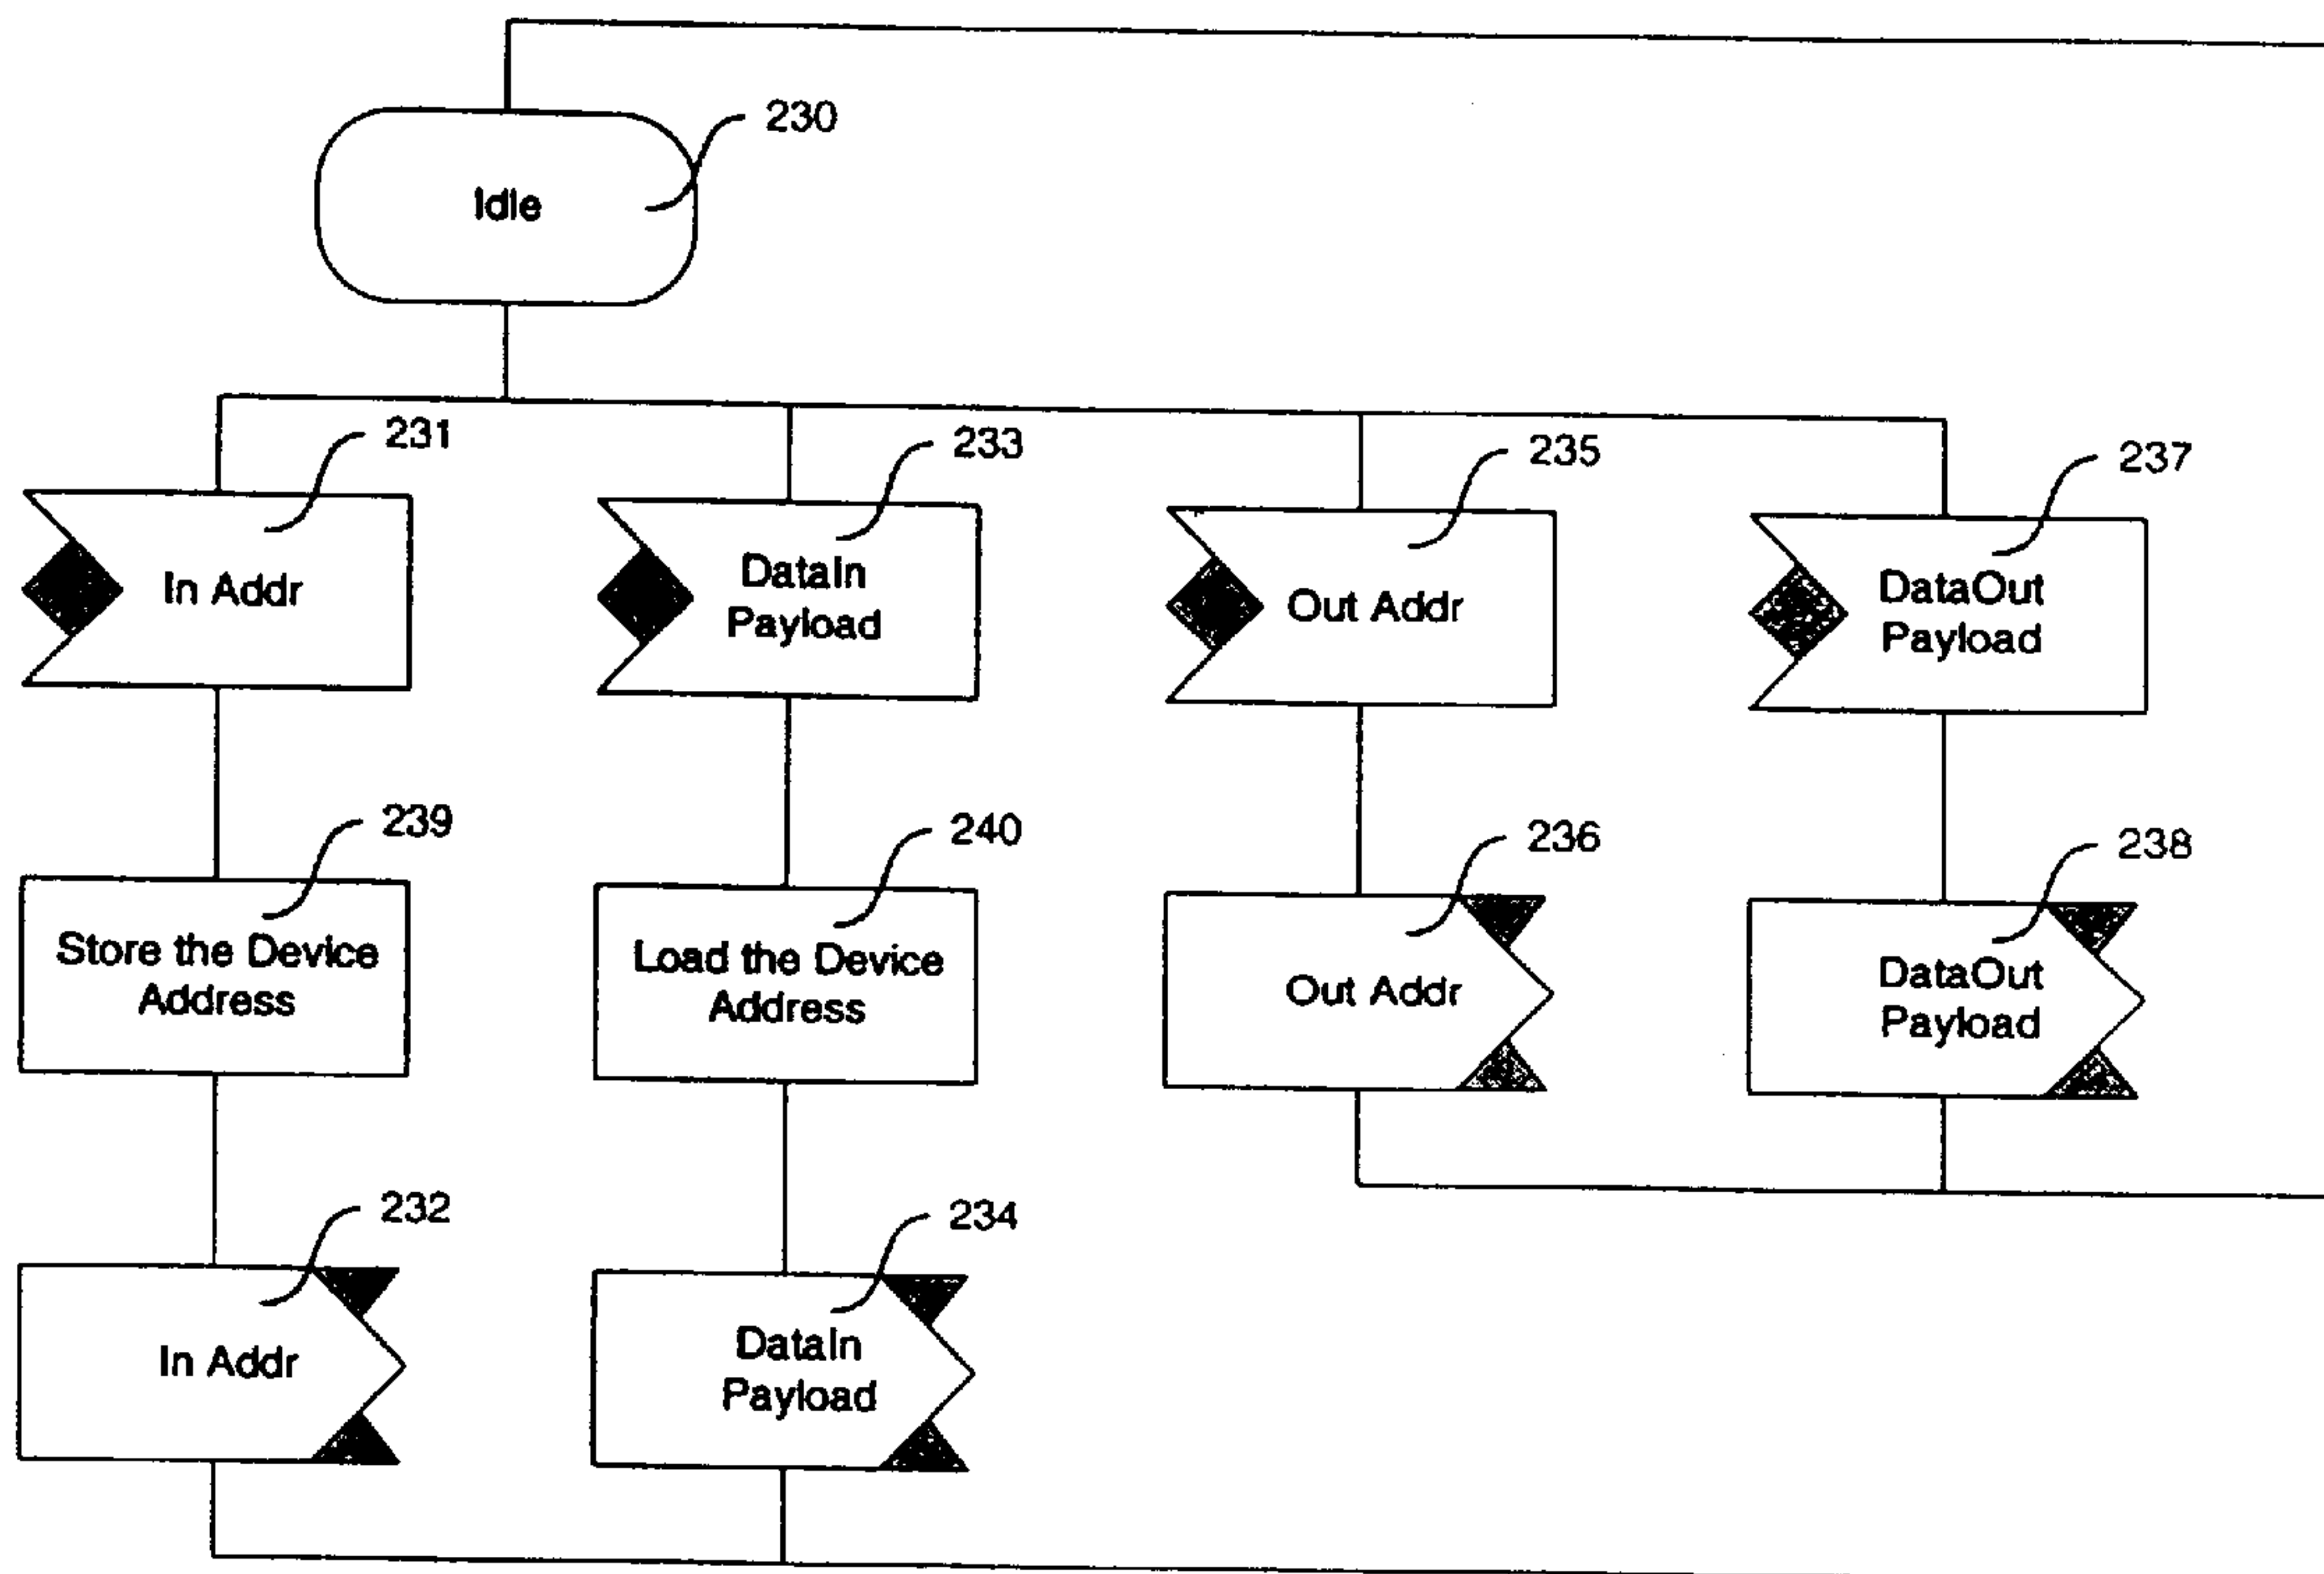 230
Idle
231
233
235
237
In Addr
DataIn
Payload
Out Addr
DataOut
Payload
239
240
236
238
Store the Device
Address
Load the Device
Address
Out Addr
DataOut
Payload
232
234
In Addr
DataIn
Payload